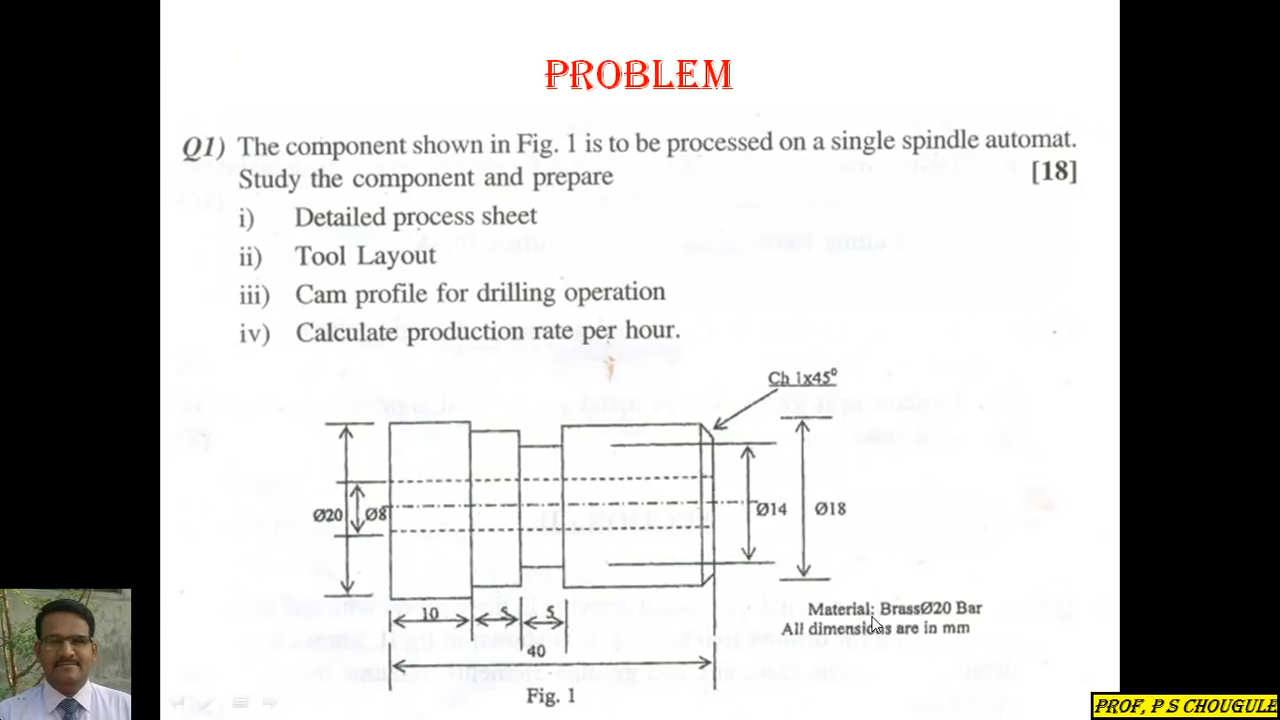 PROBLEM
Q1) The component shown in Fig. 1 is to be processed on a single spindle automat.
Study the component and prepare [18]
i) Detailed process sheet
ii) Tool Layout
iii) Cam profile for drilling operation
iv) Calculate production rate per hour.
Ch 1x45⁰
Ø20 Ø8 Ø14 Ø18
10 5 5
40
Material: BrassØ20 Bar
All dimensions are in mm
Fig. 1
PROF, P S CHOUGULE